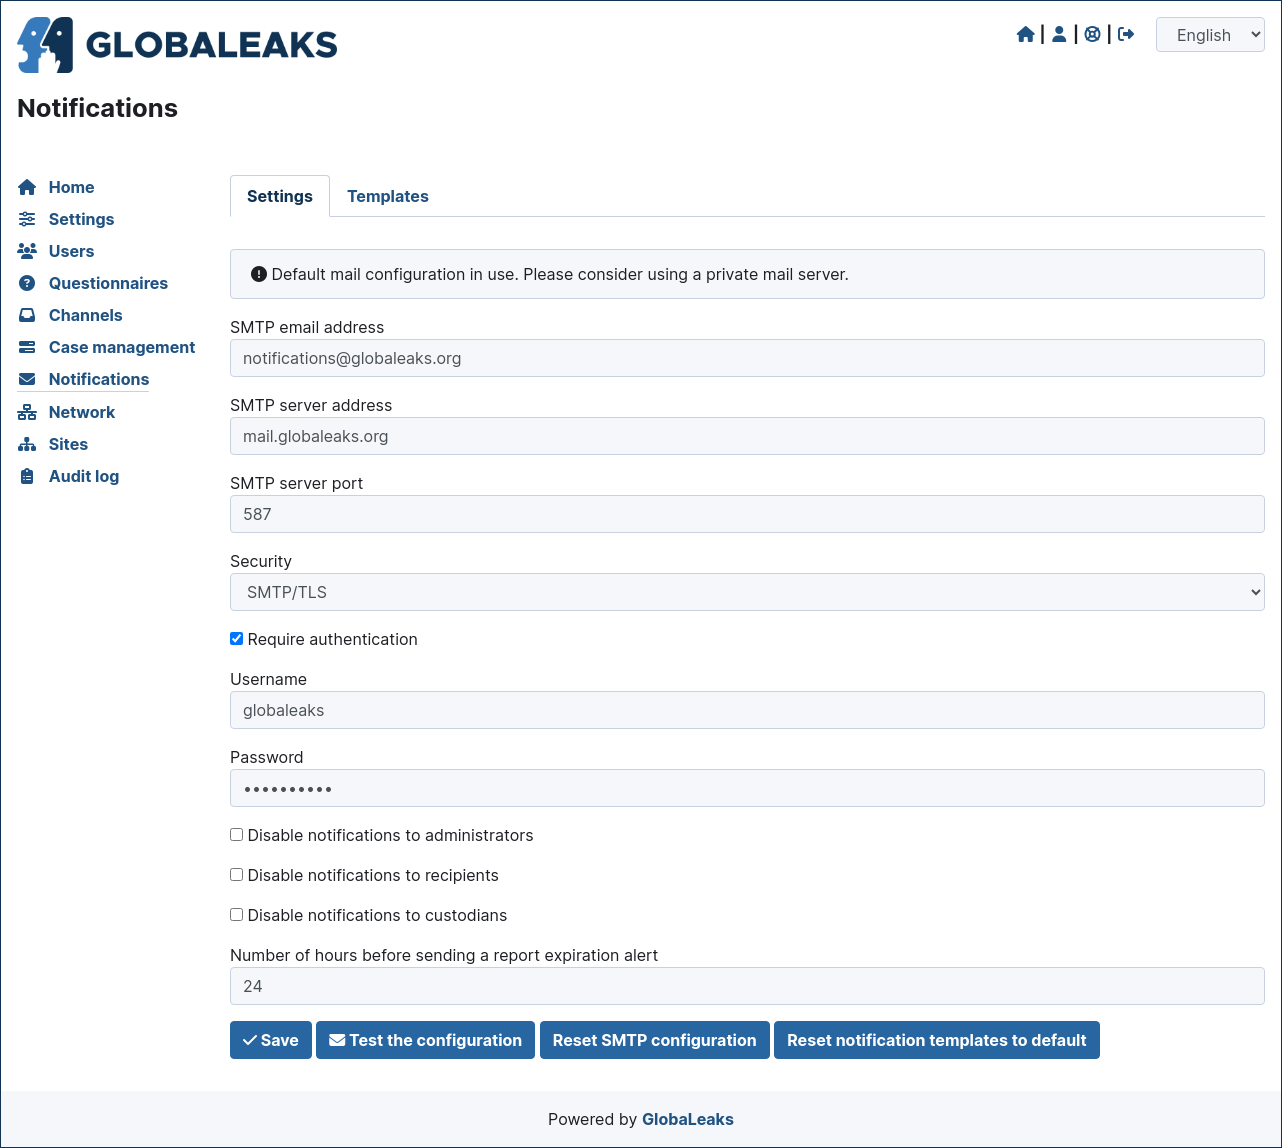 GLOBALEAKS
English
Notifications
Home
Settings
Users
Questionnaires
Channels
Case management
Notifications
Network
Sites
Audit log
Settings
Templates
Default mail configuration in use. Please consider using a private mail server.
SMTP email address
notifications@globaleaks.org
SMTP server address
mail.globaleaks.org
SMTP server port
587
Security
SMTP/TLS
Require authentication
Username
globaleaks
Password
••••••••••
Disable notifications to administrators
Disable notifications to recipients
Disable notifications to custodians
Number of hours before sending a report expiration alert
24
Save
Test the configuration
Reset SMTP configuration
Reset notification templates to default
Powered by GlobaLeaks